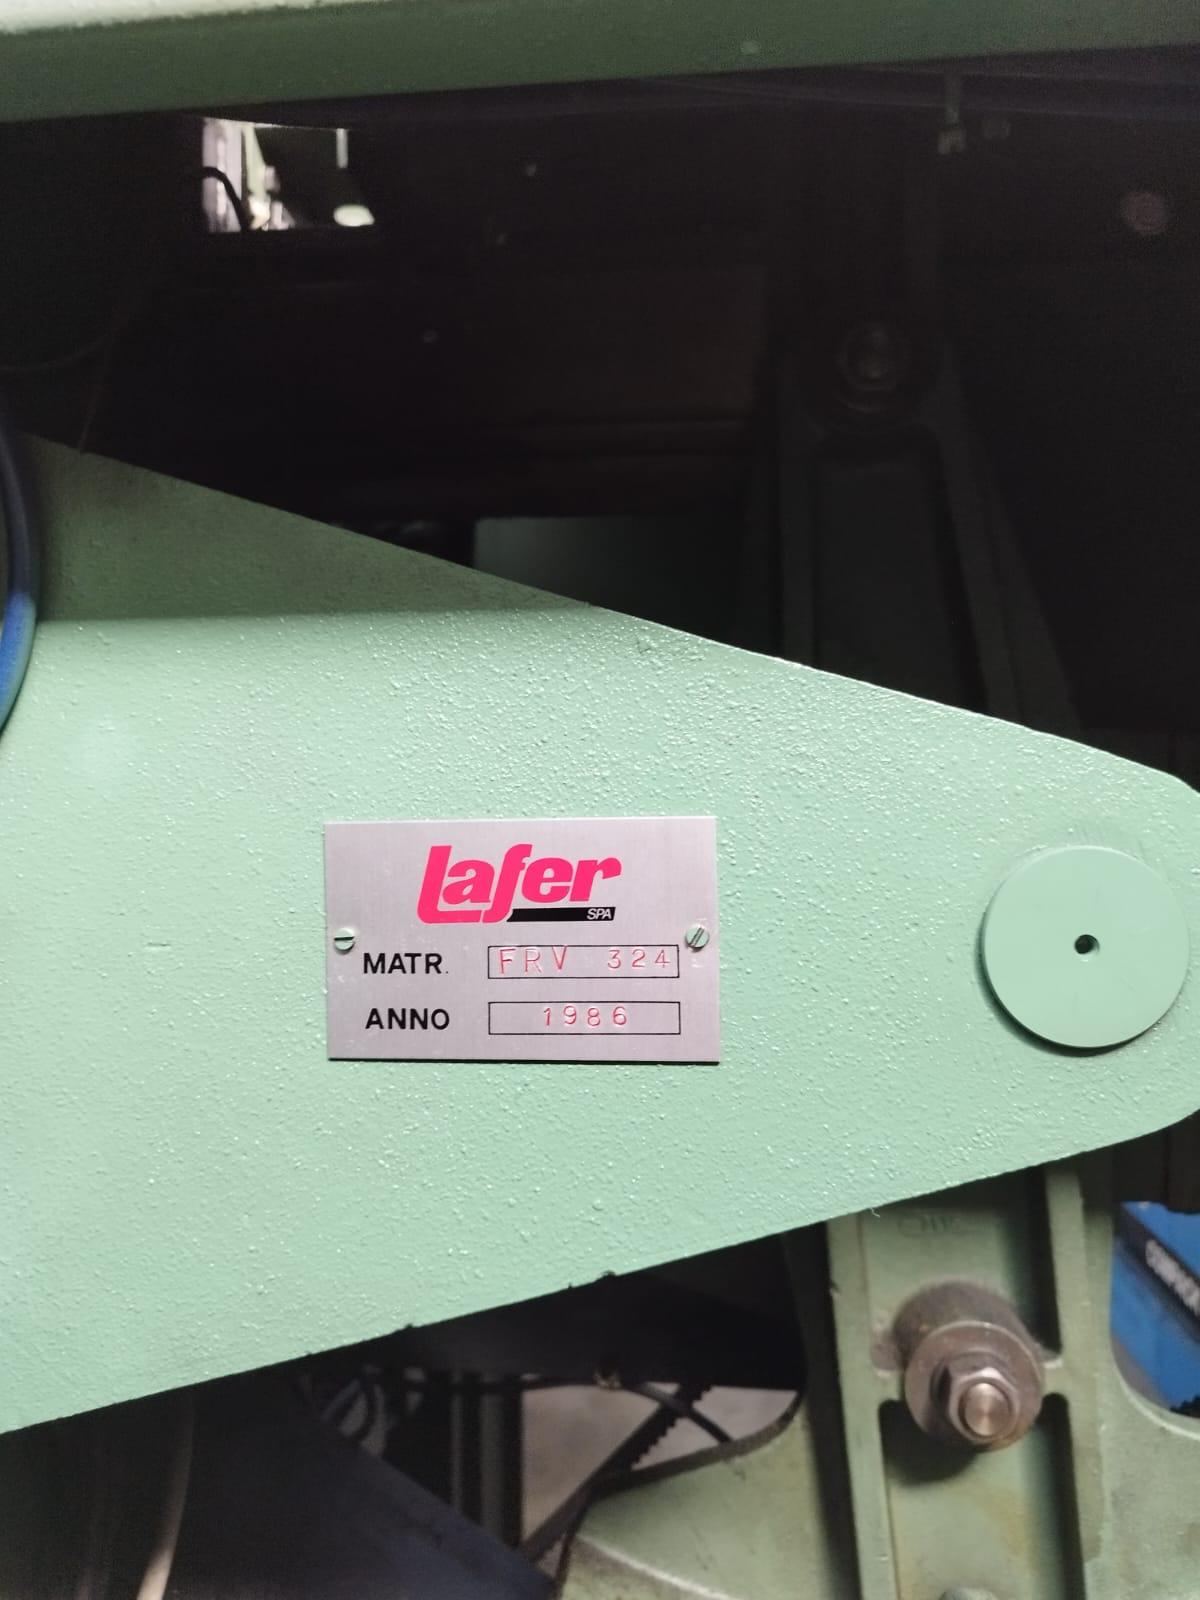 Lafer
SPA
MATR. FRV 324
ANNO 1986